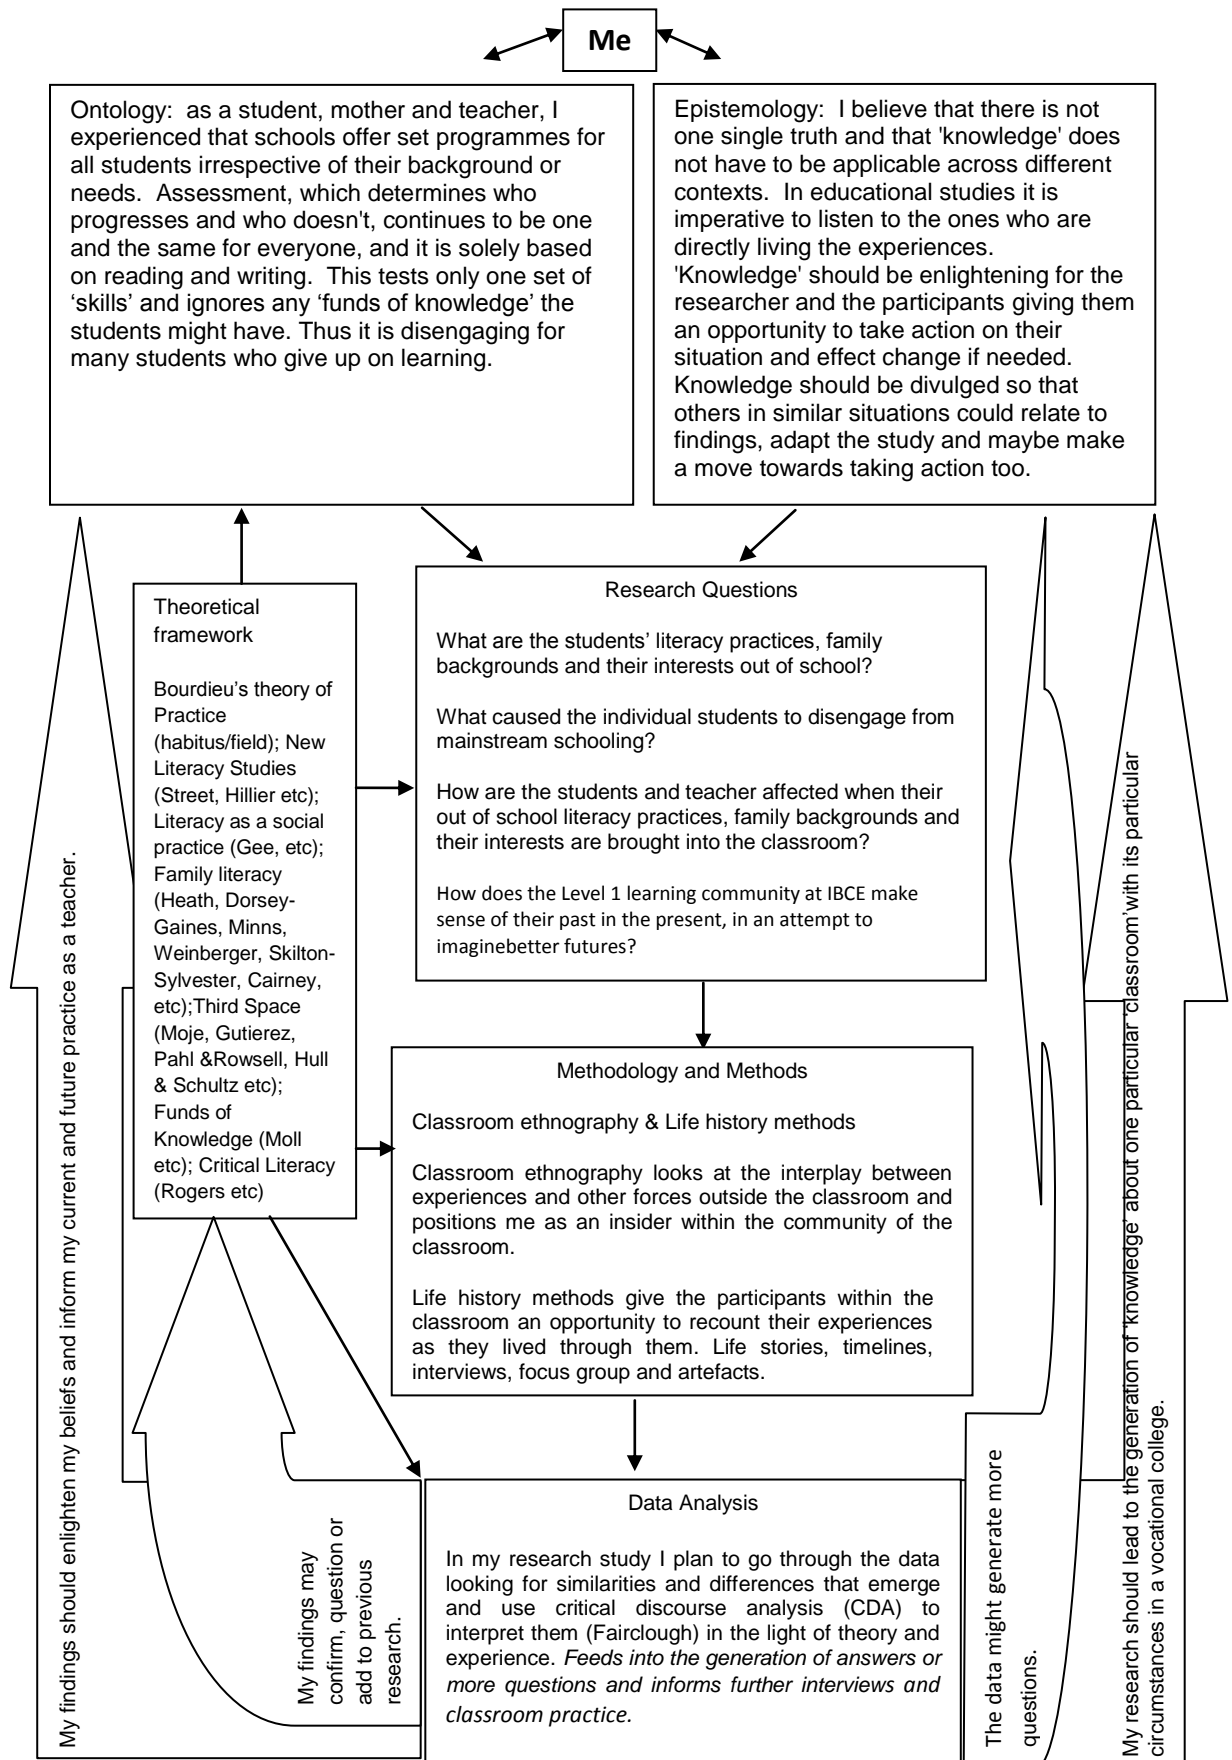 Me
Ontology:  as a student, mother and teacher, I
experienced that schools offer set programmes for
all students irrespective of their background or
needs.  Assessment, which determines who
progresses and who doesn't, continues to be one
and the same for everyone, and it is solely based
on reading and writing.  This tests only one set of
‘skills’ and ignores any ‘funds of knowledge’ the
students might have. Thus it is disengaging for
many students who give up on learning.
Epistemology:  I believe that there is not
one single truth and that 'knowledge' does
not have to be applicable across different
contexts.  In educational studies it is
imperative to listen to the ones who are
directly living the experiences.
'Knowledge' should be enlightening for the
researcher and the participants giving them
an opportunity to take action on their
situation and effect change if needed.
Knowledge should be divulged so that
others in similar situations could relate to
findings, adapt the study and maybe make
a move towards taking action too.
Theoretical
framework
Bourdieu’s theory of
Practice
(habitus/field); New
Literacy Studies
(Street, Hillier etc);
Literacy as a social
practice (Gee, etc);
Family literacy
(Heath, Dorsey-
Gaines, Minns,
Weinberger, Skilton-
Sylvester, Cairney,
etc);Third Space
(Moje, Gutierez,
Pahl &Rowsell, Hull
& Schultz etc);
Funds of
Knowledge (Moll
etc); Critical Literacy
(Rogers etc)
Research Questions
What are the students’ literacy practices, family
backgrounds and their interests out of school?
What caused the individual students to disengage from
mainstream schooling?
How are the students and teacher affected when their
out of school literacy practices, family backgrounds and
their interests are brought into the classroom?
How does the Level 1 learning community at IBCE make
sense of their past in the present, in an attempt to
imaginebetter futures?
Methodology and Methods
Classroom ethnography & Life history methods
Classroom ethnography looks at the interplay between
experiences and other forces outside the classroom and
positions me as an insider within the community of the
classroom.
Life history methods give the participants within the
classroom an opportunity to recount their experiences
as they lived through them. Life stories, timelines,
interviews, focus group and artefacts.
Data Analysis
In my research study I plan to go through the data
looking for similarities and differences that emerge
and use critical discourse analysis (CDA) to
interpret them (Fairclough) in the light of theory and
experience. Feeds into the generation of answers or
more questions and informs further interviews and
classroom practice.
My findings should enlighten my beliefs and inform my current and future practice as a teacher.
My findings may
confirm, question or
add to previous
research.
The data might generate more
questions.
My research should lead to the generation of ‘knowledge’ about one particular ‘classroom’with its particular
circumstances in a vocational college.